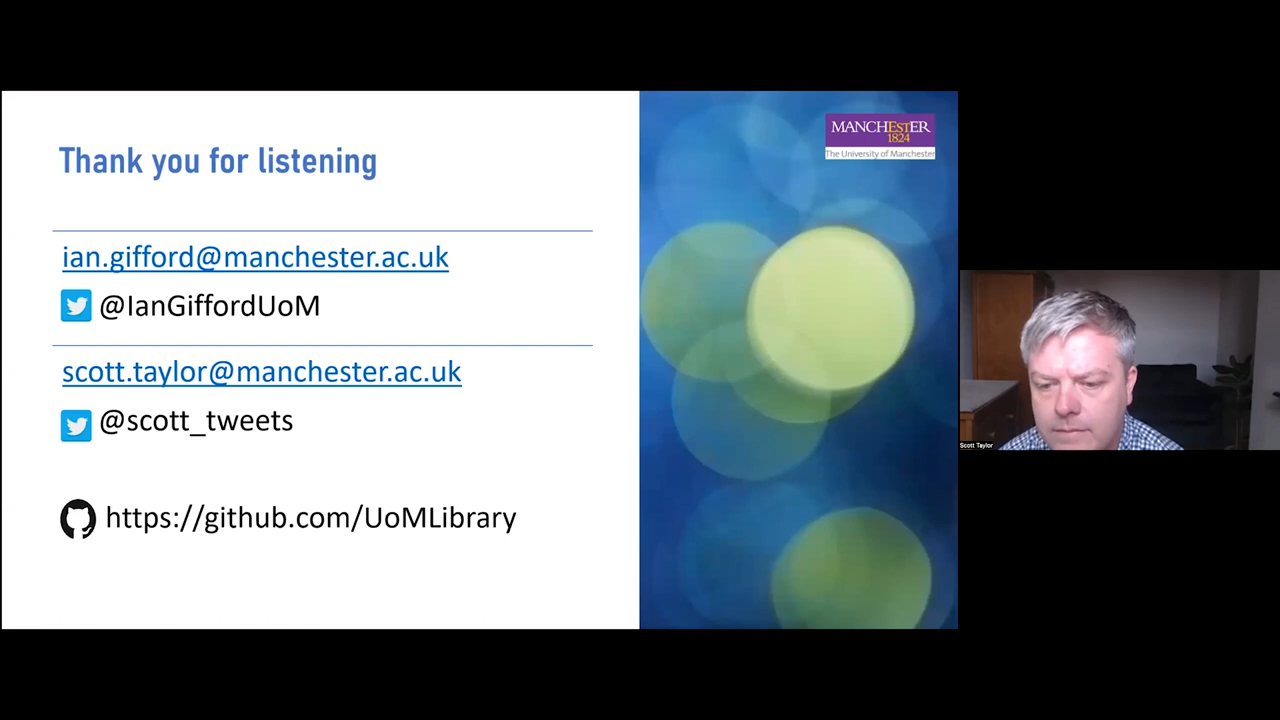 Thank you for listening
ian.gifford@manchester.ac.uk
@IanGiffordUoM
scott.taylor@manchester.ac.uk
@scott_tweets
https://github.com/UoMLibrary
MANCHESTER
1824
The University of Manchester
Scott Taylor